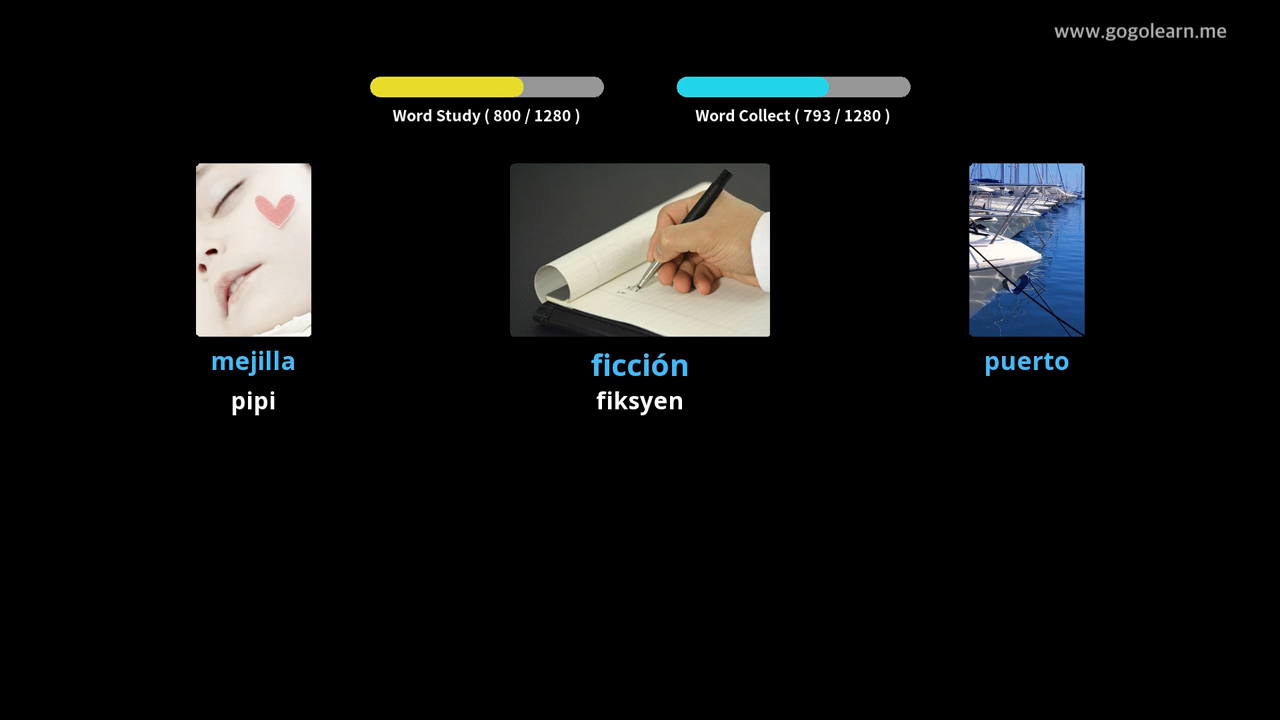 www.gogolearn.me
Word Study ( 800 / 1280 )
Word Collect ( 793 / 1280 )
mejilla
pipi
ficción
fiksyen
puerto